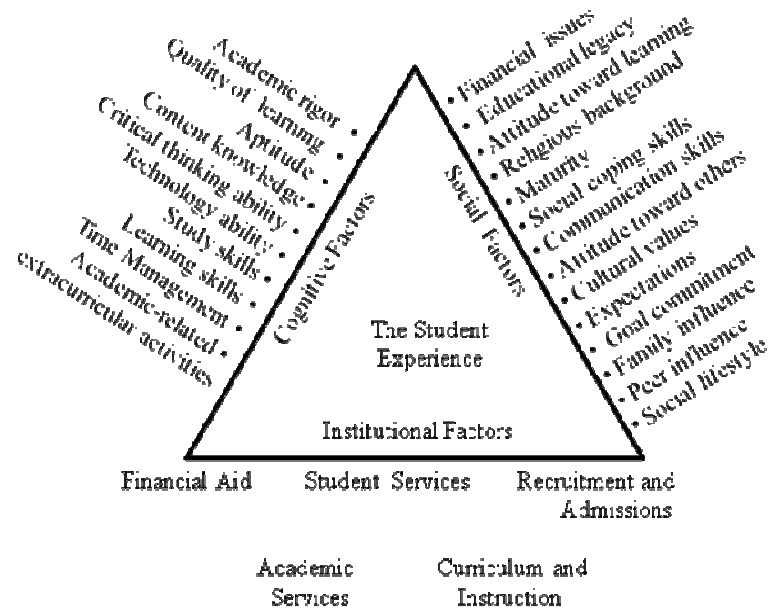 Academic rigor
Quality of learning
Aptitude
Content knowledge
Critical thinking ability
Technology ability
Study skills
Learning skills
Time Management
Academic-related
extracurricular activities
Cognitive Factors
• Financial issues
• Educational legacy
• Attitude toward learning
• Religious background
• Maturity
• Social coping skills
• Communication skills
• Attitude toward others
• Cultural values
• Expectations
• Goal commitment
• Family influence
• Peer influence
• Social lifestyle
Social Factors
The Student
Experience
Institutional Factors
Financial Aid
Student Services
Recruitment and
Admissions
Academic
Services
Curriculum and
Instruction